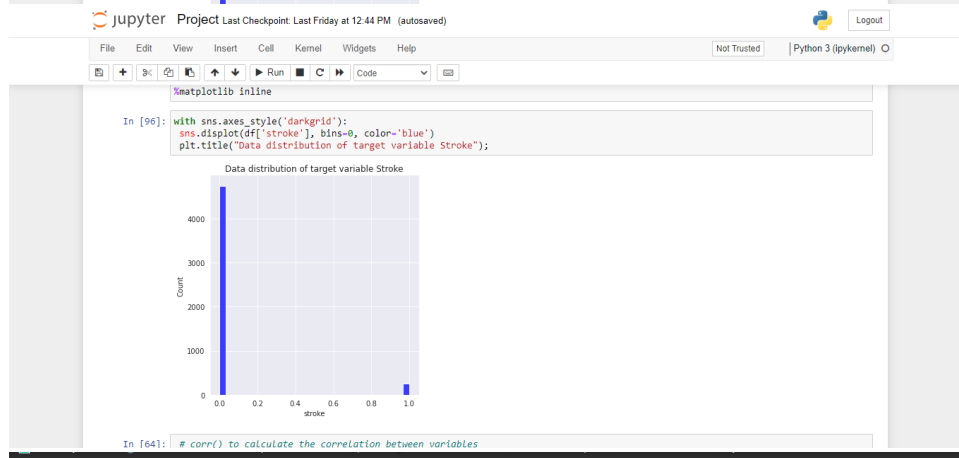 jupyter Project Last Checkpoint: Last Friday at 12:44 PM (autosaved)
Logout
File Edit View Insert Cell Kernel Widgets Help
Not Trusted Python 3 (ipykernel)
Run Code
%matplotlib inline
In [96]: with sns.axes_style('darkgrid'):
sns.displot(df['stroke'], bins=0, color='blue')
plt.title("Data distribution of target variable Stroke");
Data distribution of target variable Stroke
4000
3000
Count
2000
1000
0
0.0 0.2 0.4 0.6 0.8 1.0
stroke
In [64]: # corr() to calculate the correlation between variables